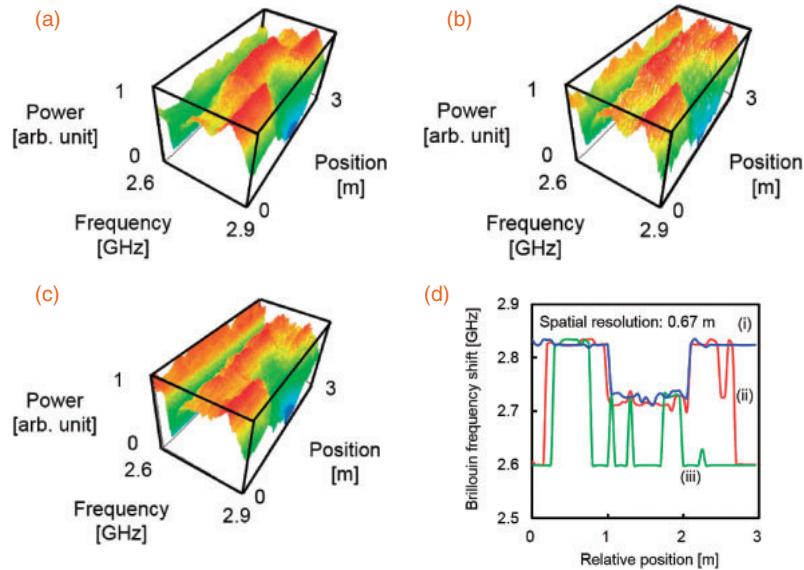 (a)
1
Power
[arb. unit]
0
2.6
Frequency
[GHz]
2.9
0
Position
[m]
3
(b)
1
Power
[arb. unit]
0
2.6
Frequency
[GHz]
2.9
0
Position
[m]
3
(c)
1
Power
[arb. unit]
0
2.6
Frequency
[GHz]
2.9
0
Position
[m]
3
(d)
Brillouin frequency shift [GHz]
2.9
2.8
2.7
2.6
2.5
Spatial resolution: 0.67 m
(i)
(ii)
(iii)
0
1
2
3
Relative position [m]